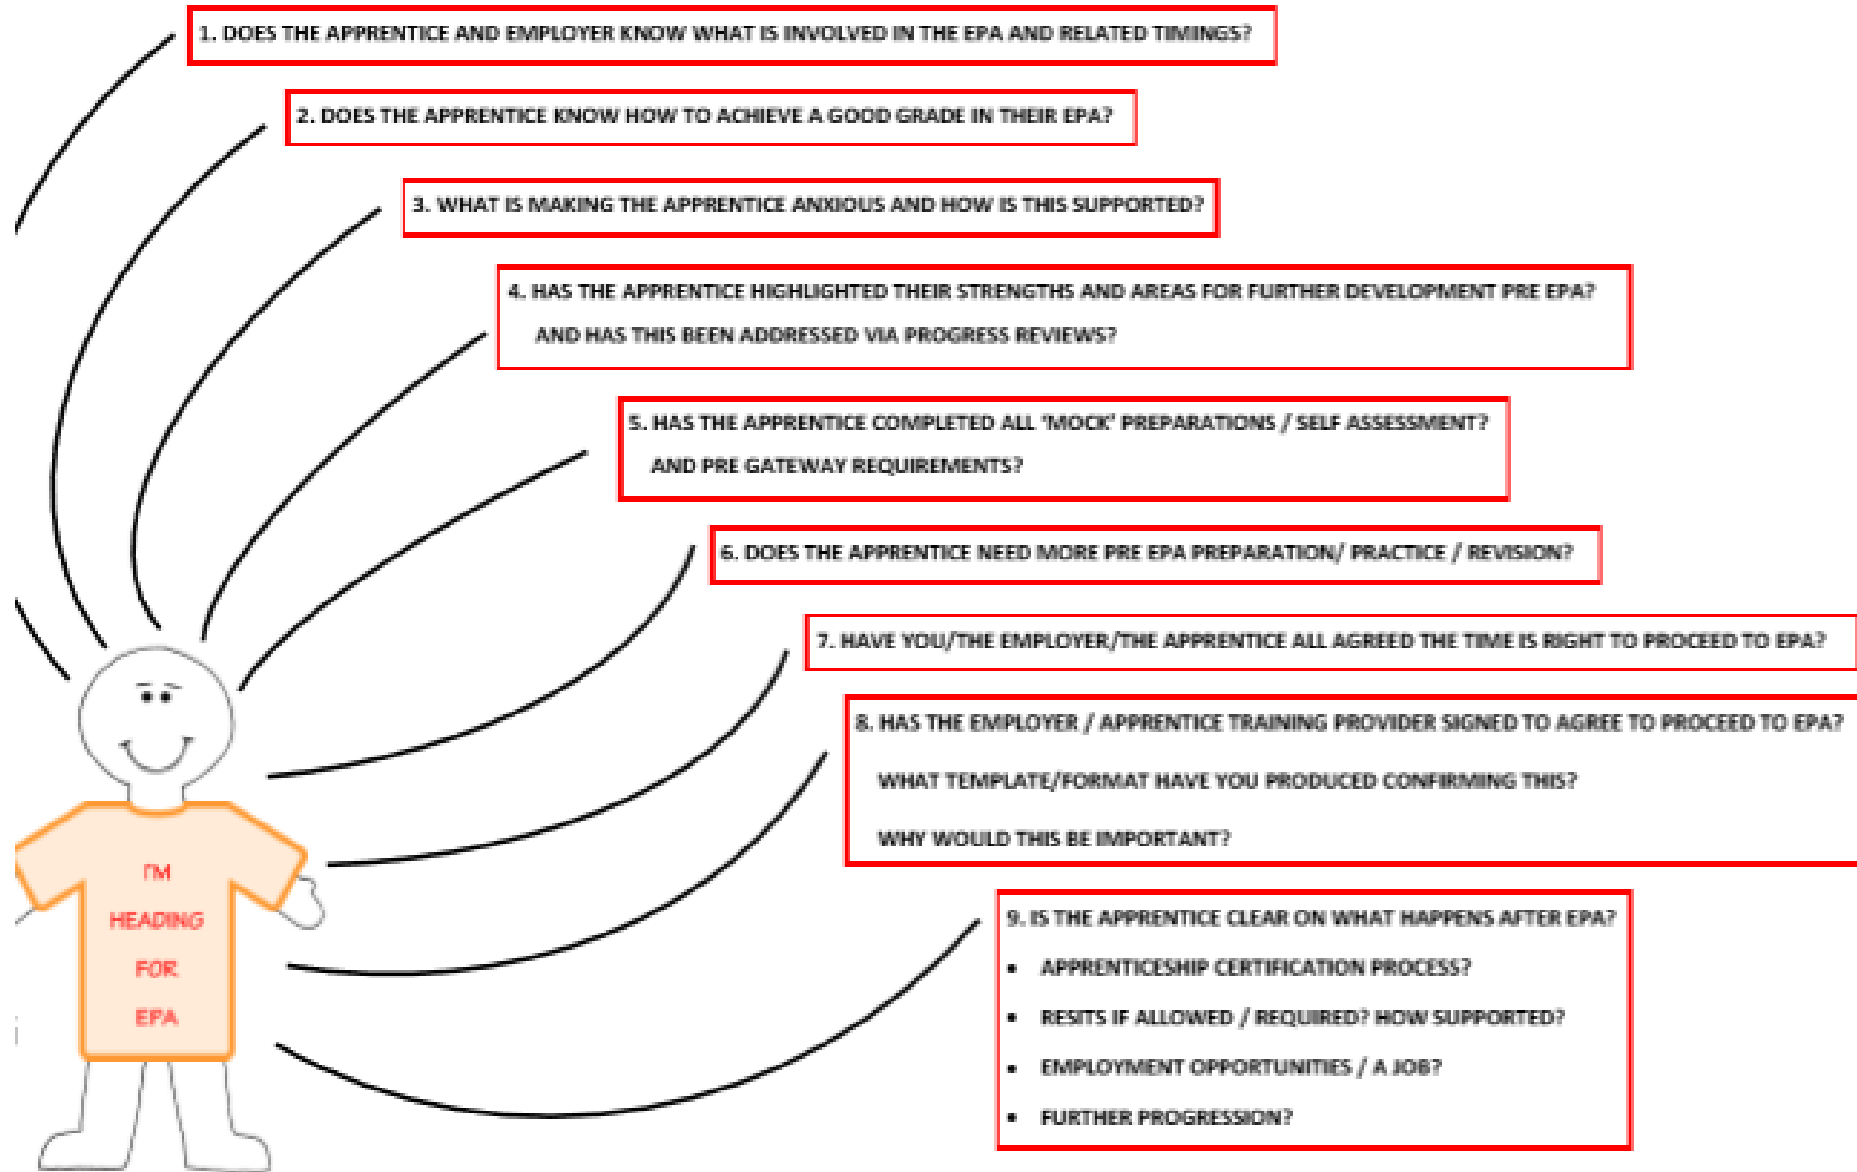 1. DOES THE APPRENTICE AND EMPLOYER KNOW WHAT IS INVOLVED IN THE EPA AND RELATED TIMINGS?
2. DOES THE APPRENTICE KNOW HOW TO ACHIEVE A GOOD GRADE IN THEIR EPA?
3. WHAT IS MAKING THE APPRENTICE ANXIOUS AND HOW IS THIS SUPPORTED?
4. HAS THE APPRENTICE HIGHLIGHTED THEIR STRENGTHS AND AREAS FOR FURTHER DEVELOPMENT PRE EPA?
AND HAS THIS BEEN ADDRESSED VIA PROGRESS REVIEWS?
5. HAS THE APPRENTICE COMPLETED ALL 'MOCK' PREPARATIONS / SELF ASSESSMENT?
AND PRE GATEWAY REQUIREMENTS?
6. DOES THE APPRENTICE NEED MORE PRE EPA PREPARATION/ PRACTICE / REVISION?
7. HAVE YOU/THE EMPLOYER/THE APPRENTICE ALL AGREED THE TIME IS RIGHT TO PROCEED TO EPA?
8. HAS THE EMPLOYER / APPRENTICE TRAINING PROVIDER SIGNED TO AGREE TO PROCEED TO EPA?
WHAT TEMPLATE/FORMAT HAVE YOU PRODUCED CONFIRMING THIS?
WHY WOULD THIS BE IMPORTANT?
9. IS THE APPRENTICE CLEAR ON WHAT HAPPENS AFTER EPA?
• APPRENTICESHIP CERTIFICATION PROCESS?
• RESITS IF ALLOWED / REQUIRED? HOW SUPPORTED?
• EMPLOYMENT OPPORTUNITIES / A JOB?
• FURTHER PROGRESSION?
I'M
HEADING
FOR
EPA